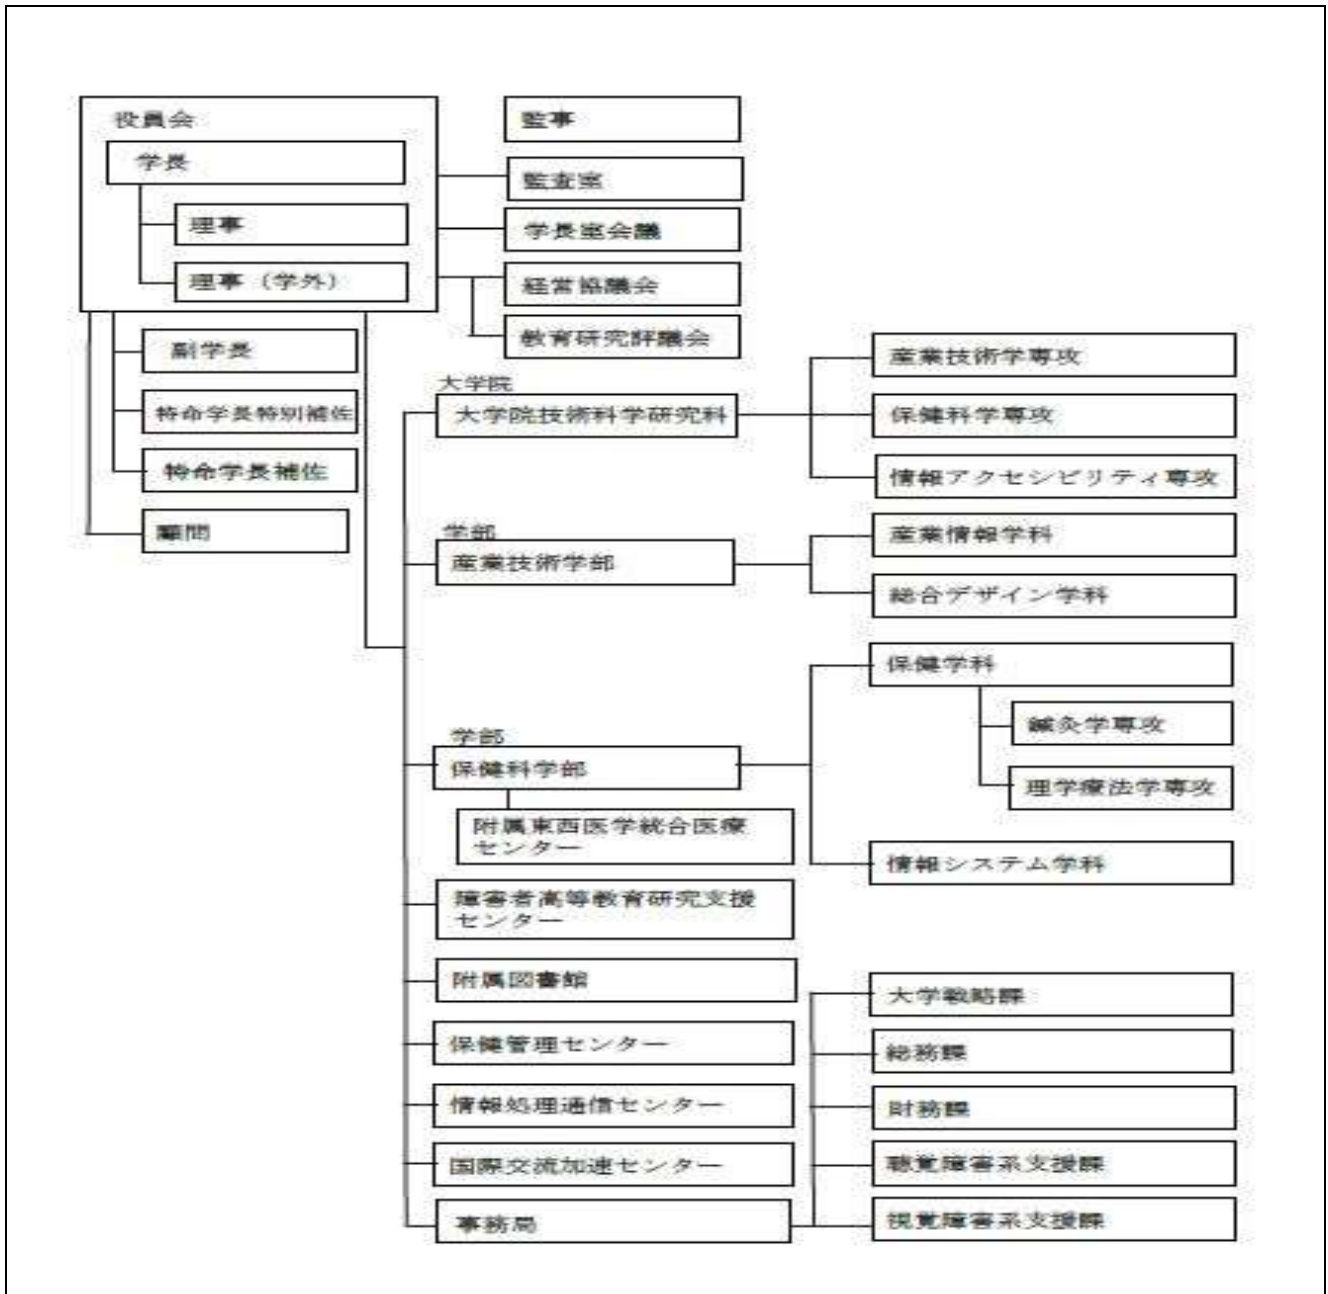 役員会
学長
理事
理事（学外）
監事
監査室
学長室会議
経営協議会
教育研究評議会
副学長
特命学長特別補佐
特命学長補佐
顧問
大学院
大学院技術科学研究科
産業技術学専攻
保健科学専攻
情報アクセシビリティ専攻
学部
産業技術学部
産業情報学科
総合デザイン学科
学部
保健科学部
附属東西医学統合医療
センター
保健学科
鍼灸学専攻
理学療法学専攻
情報システム学科
障害者高等教育研究支援
センター
附属図書館
保健管理センター
情報処理通信センター
国際交流加速センター
事務局
大学戦略課
総務課
財務課
聴覚障害系支援課
視覚障害系支援課